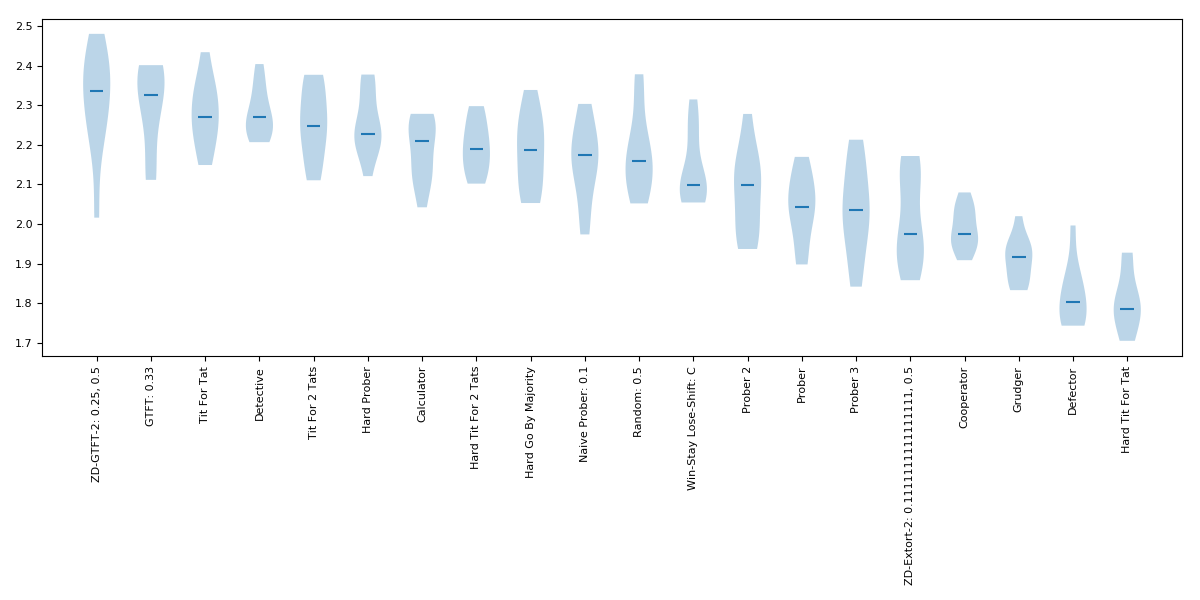 2.5
2.4
2.3
2.2
2.1
2.0
1.9
1.8
1.7
ZD-GTFT-2: 0.25, 0.5
GTFT: 0.33
Tit For Tat
Detective
Tit For 2 Tats
Hard Prober
Calculator
Hard Tit For 2 Tats
Hard Go By Majority
Naive Prober: 0.1
Random: 0.5
Win-Stay Lose-Shift: C
Prober 2
Prober
Prober 3
ZD-Extort-2: 0.1111111111111111, 0.5
Cooperator
Grudger
Defector
Hard Tit For Tat